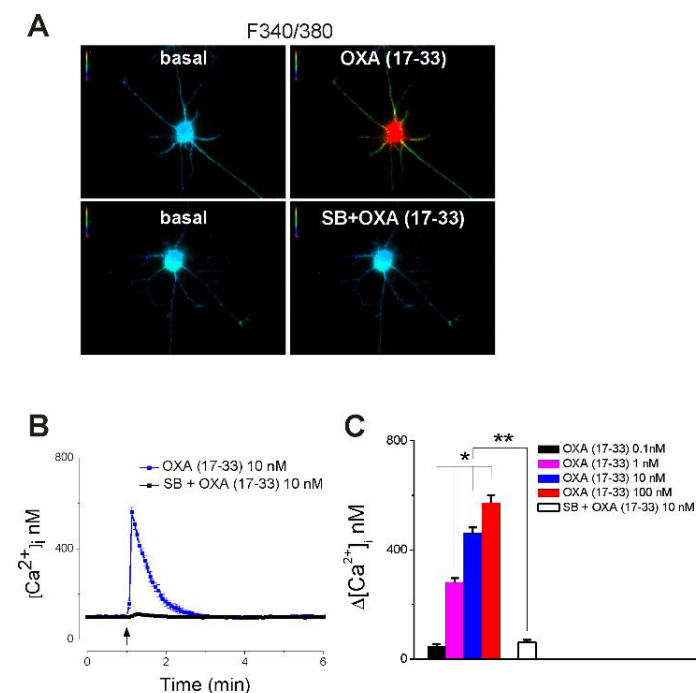 A
F340/380
basal
OXA (17-33)
basal
SB+OXA (17-33)
B
800
400
0
[Ca2+]i nM
OXA (17-33) 10 nM
SB + OXA (17-33) 10 nM
0
2
4
6
Time (min)
C
800
400
0
Δ[Ca2+]i nM
*
**
OXA (17-33) 0.1nM
OXA (17-33) 1 nM
OXA (17-33) 10 nM
OXA (17-33) 100 nM
SB + OXA (17-33) 10 nM